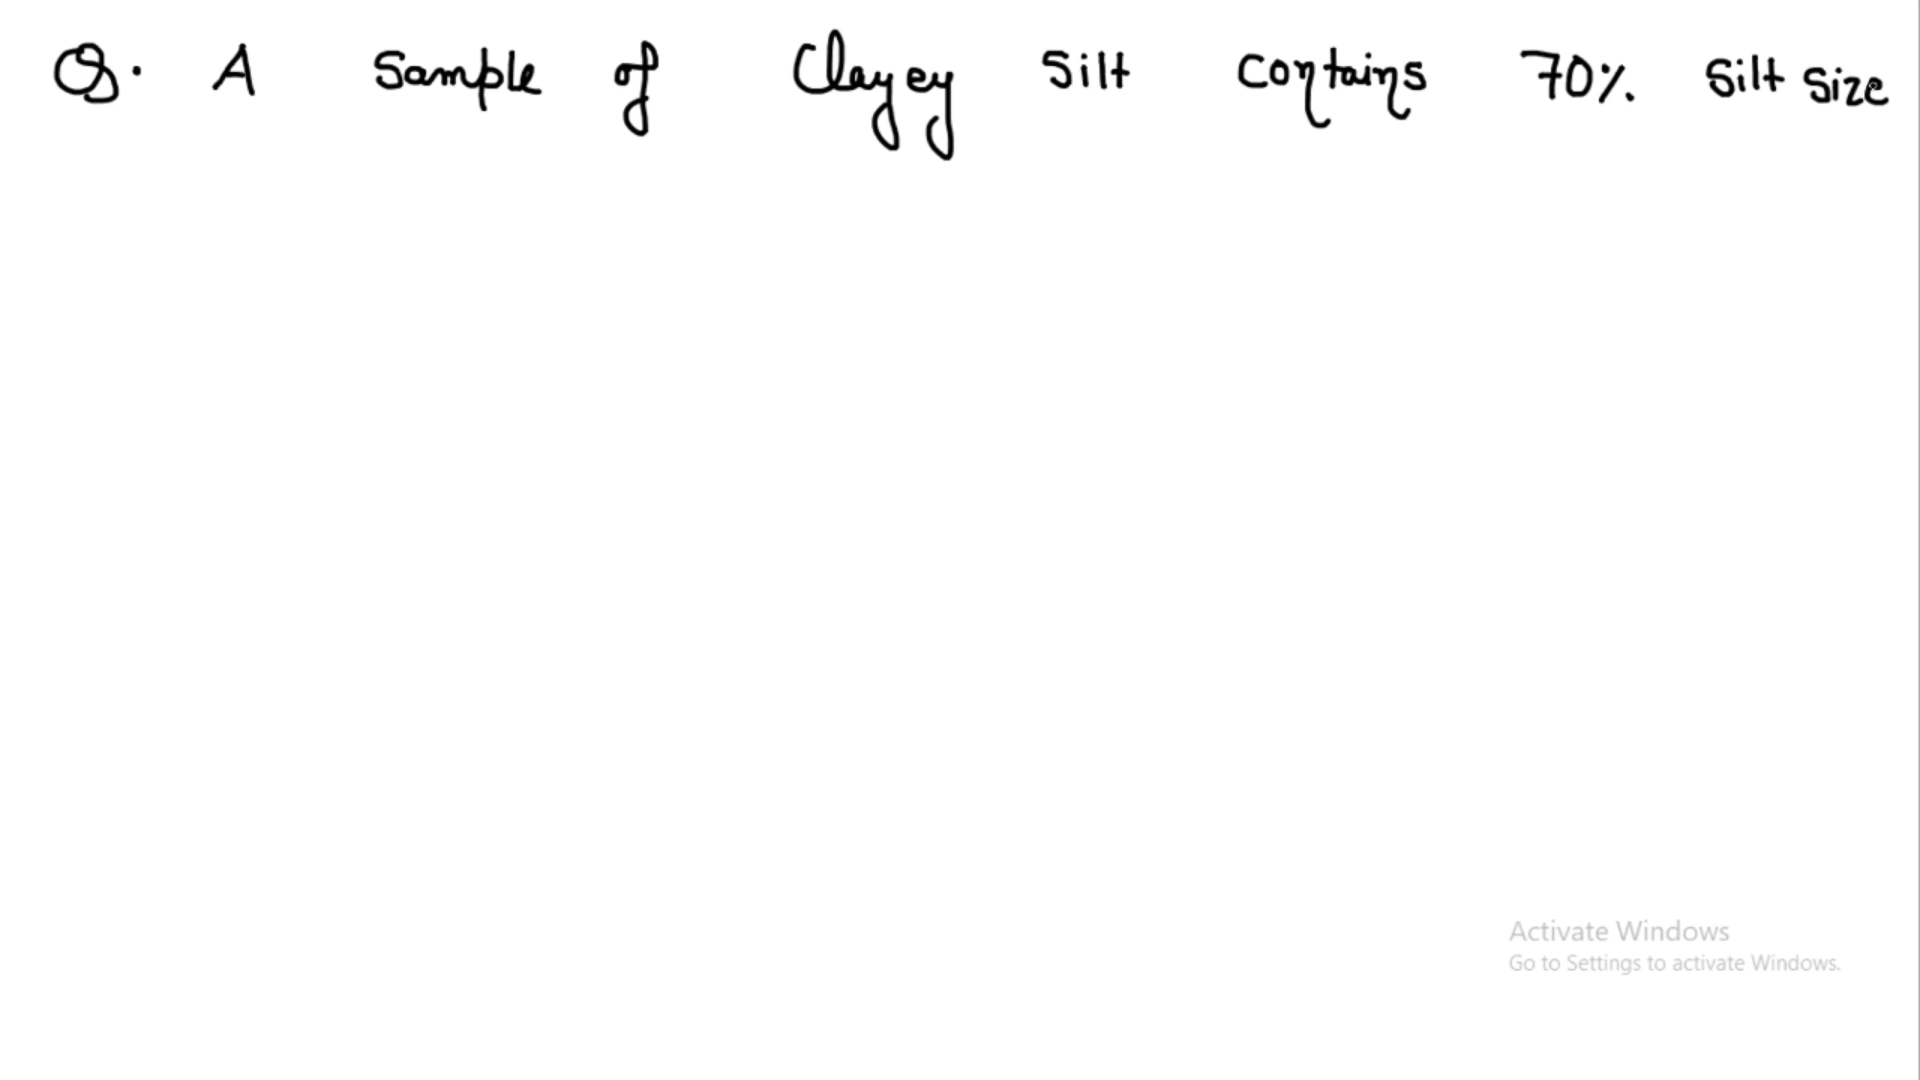 Q. A Sample of Clayey Silt contains 70% Silt Size
Activate Windows
Go to Settings to activate Windows.